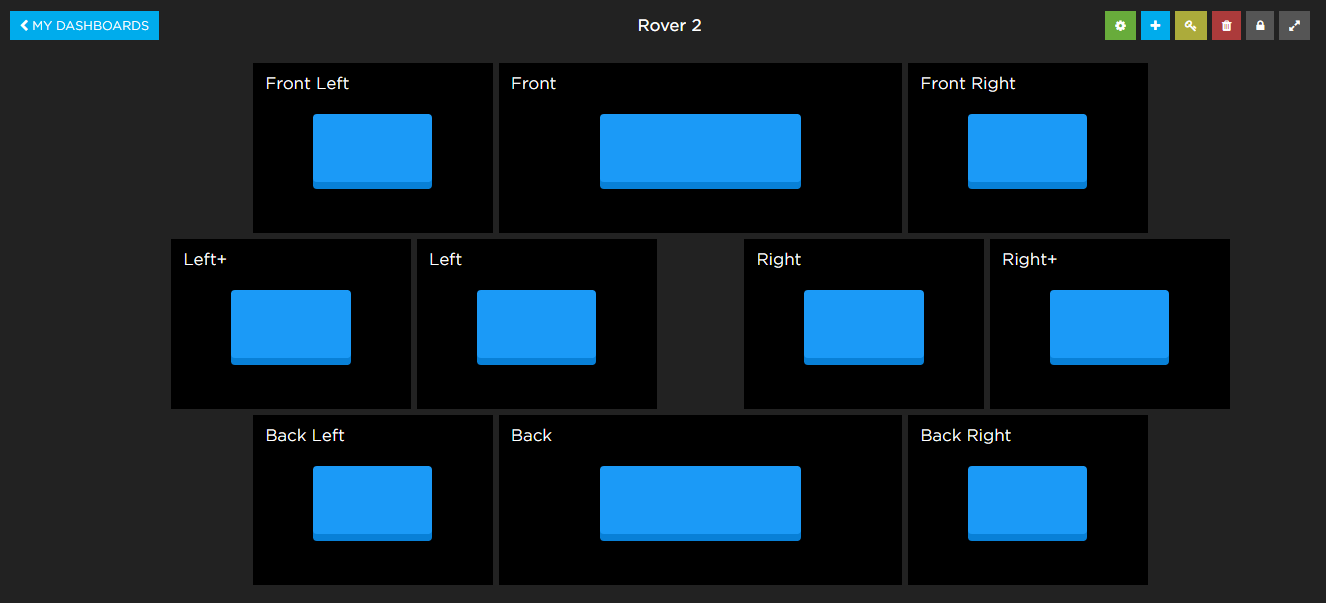 MY DASHBOARDS
Rover 2
Front Left
Front
Front Right
Left+
Left
Right
Right+
Back Left
Back
Back Right